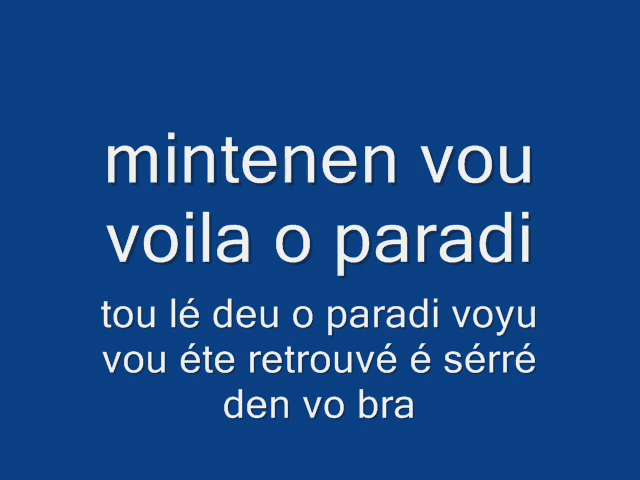 mintenen vou
voila o paradi
tou lé deu o paradi voyu
vou éte retrouvé é sérré
den vo bra